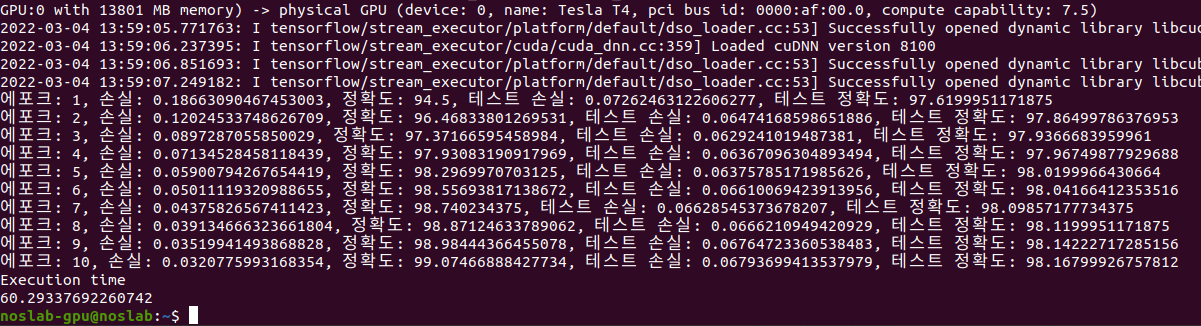 GPU:0 with 13801 MB memory) -> physical GPU (device: 0, name: Tesla T4, pci bus id: 0000:af:00.0, compute capability: 7.5)
2022-03-04 13:59:05.771763: I tensorflow/stream_executor/platform/default/dso_loader.cc:53] Successfully opened dynamic library libcud
2022-03-04 13:59:06.237395: I tensorflow/stream_executor/cuda/cuda_dnn.cc:359] Loaded cuDNN version 8100
2022-03-04 13:59:06.851693: I tensorflow/stream_executor/platform/default/dso_loader.cc:53] Successfully opened dynamic library libcub
2022-03-04 13:59:07.249182: I tensorflow/stream_executor/platform/default/dso_loader.cc:53] Successfully opened dynamic library libcub
에포크: 1, 손실: 0.18663090467453003, 정확도: 94.5, 테스트 손실: 0.07262463122606277, 테스트 정확도: 97.6199951171875
에포크: 2, 손실: 0.12024533748626709, 정확도: 96.46833801269531, 테스트 손실: 0.06474168598651886, 테스트 정확도: 97.86499786376953
에포크: 3, 손실: 0.0897287055850029, 정확도: 97.37166595458984, 테스트 손실: 0.0629241019487381, 테스트 정확도: 97.9366683959961
에포크: 4, 손실: 0.07134528458118439, 정확도: 97.93083190917969, 테스트 손실: 0.06367096304893494, 테스트 정확도: 97.96749877929688
에포크: 5, 손실: 0.05900794267654419, 정확도: 98.2969970703125, 테스트 손실: 0.06375785171985626, 테스트 정확도: 98.0199966430664
에포크: 6, 손실: 0.05011119320988655, 정확도: 98.55693817138672, 테스트 손실: 0.06610069423913956, 테스트 정확도: 98.04166412353516
에포크: 7, 손실: 0.04375826567411423, 정확도: 98.740234375, 테스트 손실: 0.06628545373678207, 테스트 정확도: 98.09857177734375
에포크: 8, 손실: 0.039134666323661804, 정확도: 98.87124633789062, 테스트 손실: 0.0666210949420929, 테스트 정확도: 98.1199951171875
에포크: 9, 손실: 0.03519941493868828, 정확도: 98.98444366455078, 테스트 손실: 0.06764723360538483, 테스트 정확도: 98.14222717285156
에포크: 10, 손실: 0.0320775993168354, 정확도: 99.07466888427734, 테스트 손실: 0.06793699413537979, 테스트 정확도: 98.16799926757812
Execution time
60.29337692260742
noslab-gpu@noslab:~$